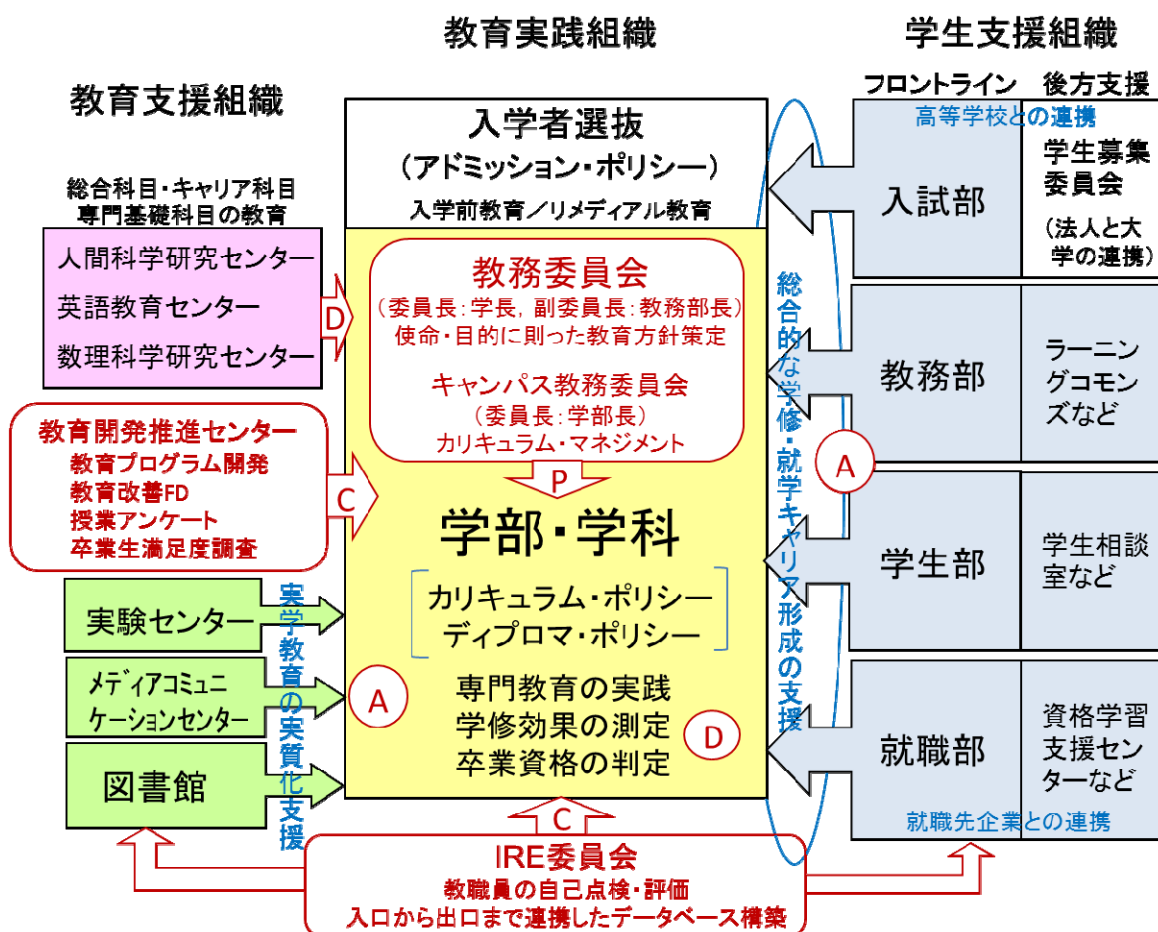 教育実践組織
学生支援組織
教育支援組織
フロントライン
後方支援
総合科目・キャリア科目
専門基礎科目の教育
人間科学研究センター
英語教育センター
数理科学研究センター
D
教育開発推進センター
教育プログラム開発
教育改善FD
授業アンケート
卒業生満足度調査
C
実験センター
メディアコミュニ
ケーションセンター
図書館
実学教育の実質化支援
A
入学者選抜
(アドミッション・ポリシー)
入学前教育/リメディアル教育
教務委員会
(委員長:学長, 副委員長:教務部長)
使命・目的に則った教育方針策定
キャンパス教務委員会
(委員長:学部長)
カリキュラム・マネジメント
P
学部・学科
カリキュラム・ポリシー
ディプロマ・ポリシー
専門教育の実践
学修効果の測定
卒業資格の判定
D
C
IRE委員会
教職員の自己点検・評価
入口から出口まで連携したデータベース構築
総合的な学修・就学キャリア形成の支援
A
高等学校との連携
入試部
学生募集
委員会
(法人と大
学の連携)
教務部
ラーニン
グコモン
ズなど
学生部
学生相談
室など
就職部
資格学習
支援セン
ターなど
就職先企業との連携